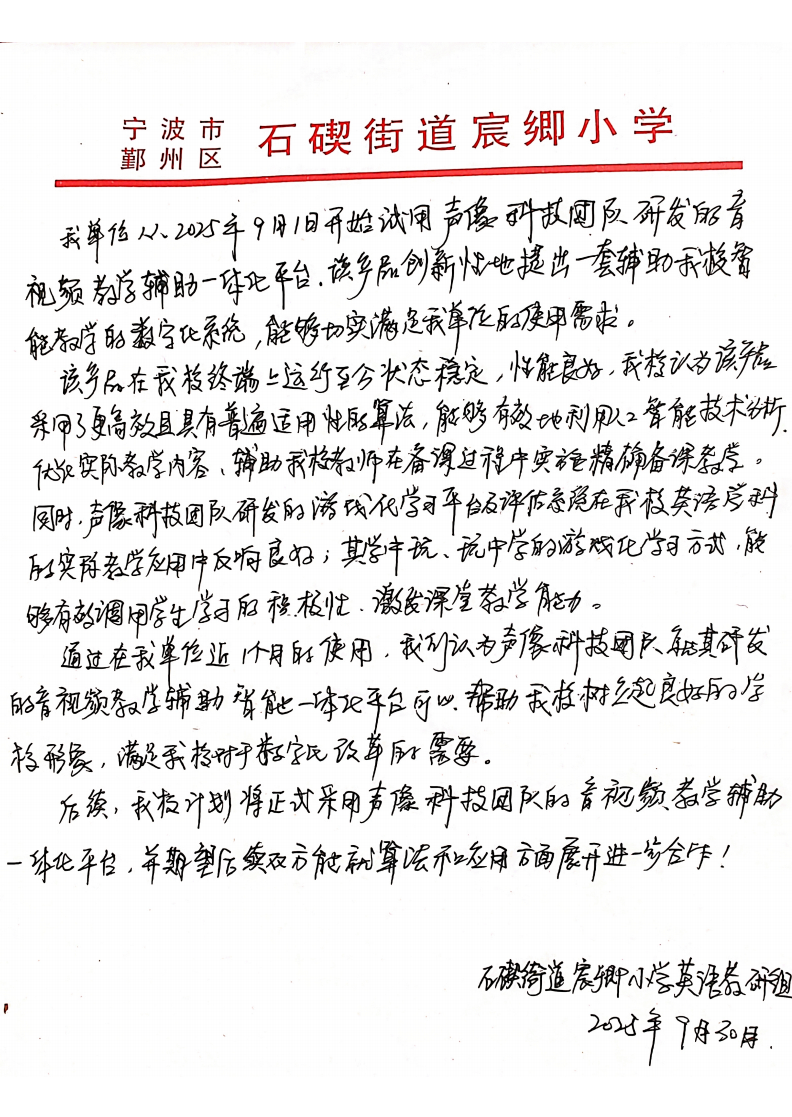 宁波市
鄞州区
石碶街道宸卿小学
我单位从2025年9月1日开始试用声像科技团队研发的音
视频教学辅助一体化平台。该产品创新性地提出一套辅助我校智
能教学的数字化系统,能够切实满足我单位的使用需求。
该产品在我校终端上运行至今状态稳定,性能良好,我校认为该产品
采用了更高效且具有普遍适用性的算法,能够有效地利用人工智能技术分析、
优化实际教学内容、辅助我校教师在备课过程中实施精确备课教学。
同时,声像科技团队研发的游戏化学习平台及评估系统在我校英语学科
的实际教学应用中反响良好;其学中玩、玩中学的游戏化学习方式,能
够有效调用学生学习的积极性、激发课堂教学能力。
通过在我单位近1个月的使用,我们认为声像科技团队及其研发
的音视频教学辅助智能一体化平台可以帮助我校树立起良好的学
校形象,满足我校对于数字化改革的需要。
后续,我校计划将正式采用声像科技团队的音视频教学辅助
一体化平台,并期望后续双方能就算法和应用方面展开进一步合作!
石碶街道宸卿小学英语教研组
2025年9月30日.